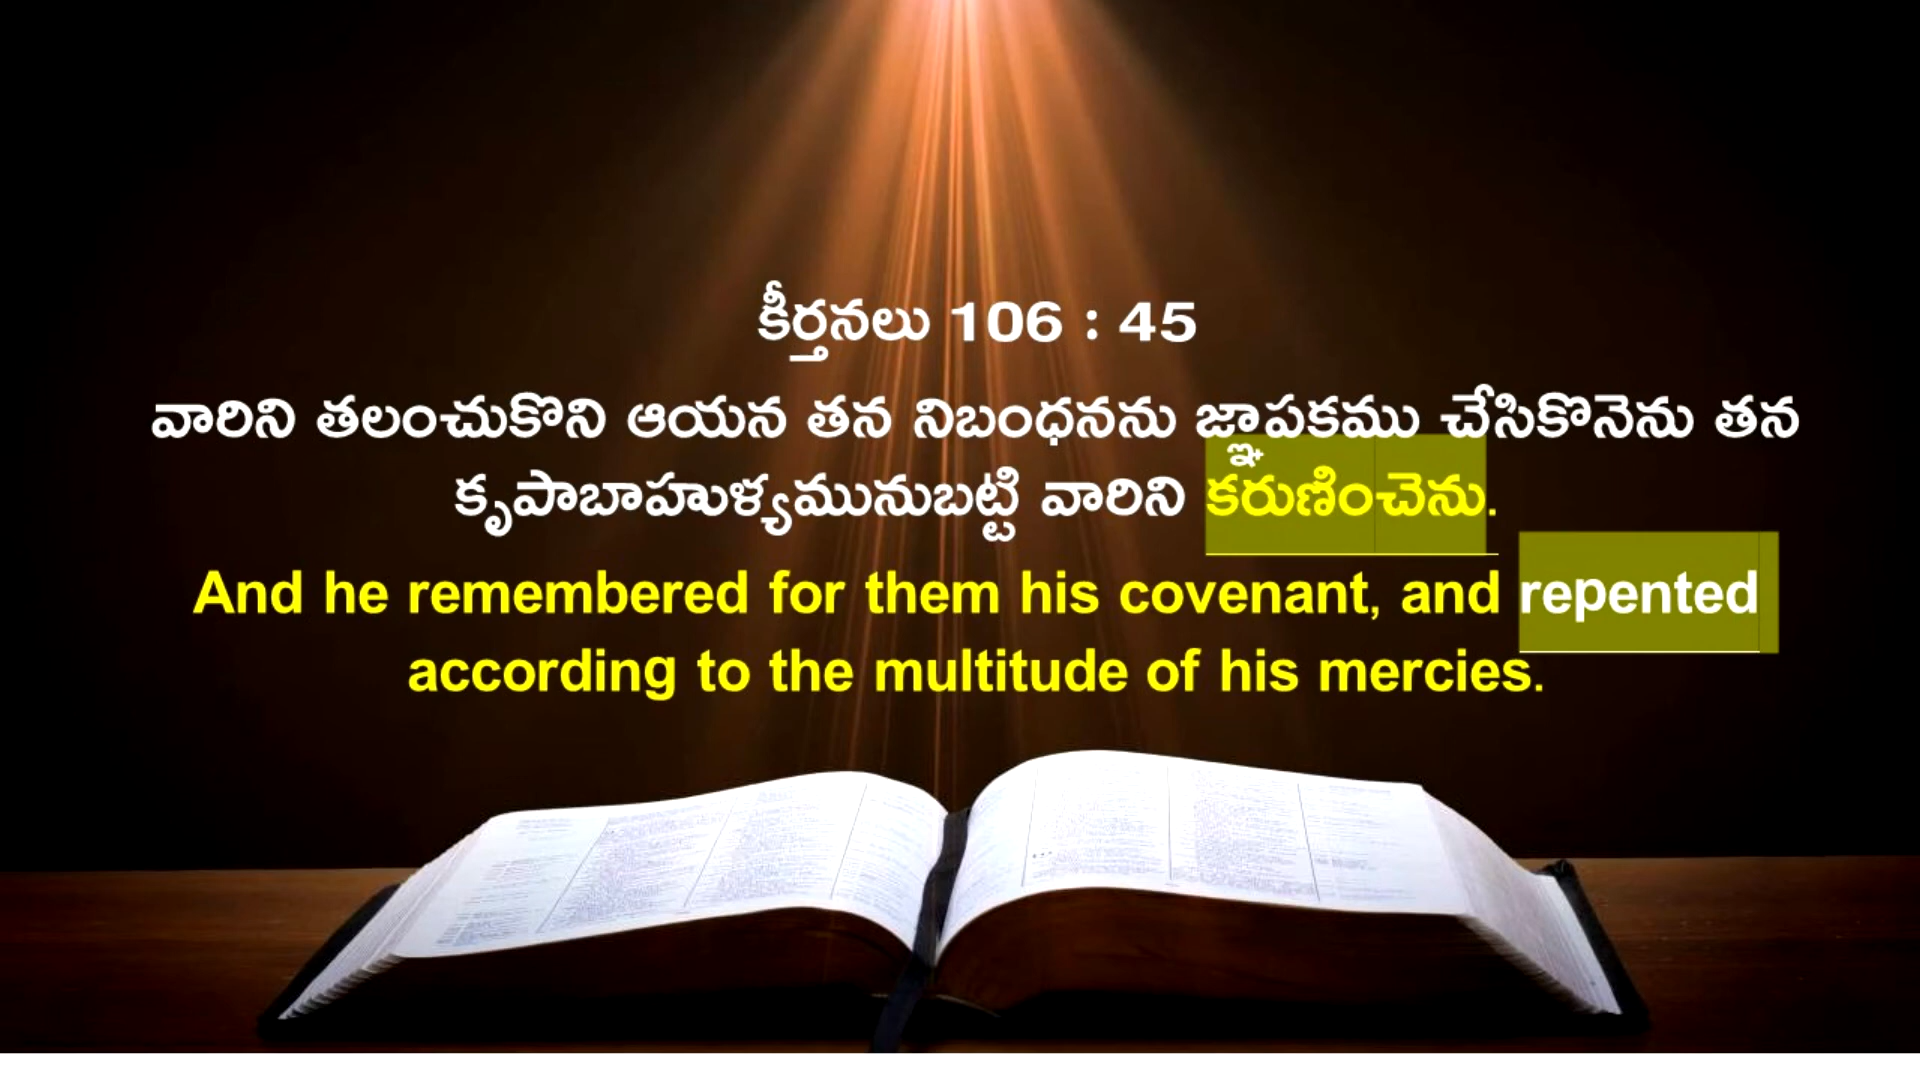 కీర్తనలు 106 : 45
వారిని తలంచుకొని ఆయన తన నిబంధనను జ్ఞాపకము చేసికొనెను తన
కృపాబాహుళ్యమునుబట్టి వారిని కరుణించెను.
And he remembered for them his covenant, and repented
according to the multitude of his mercies.